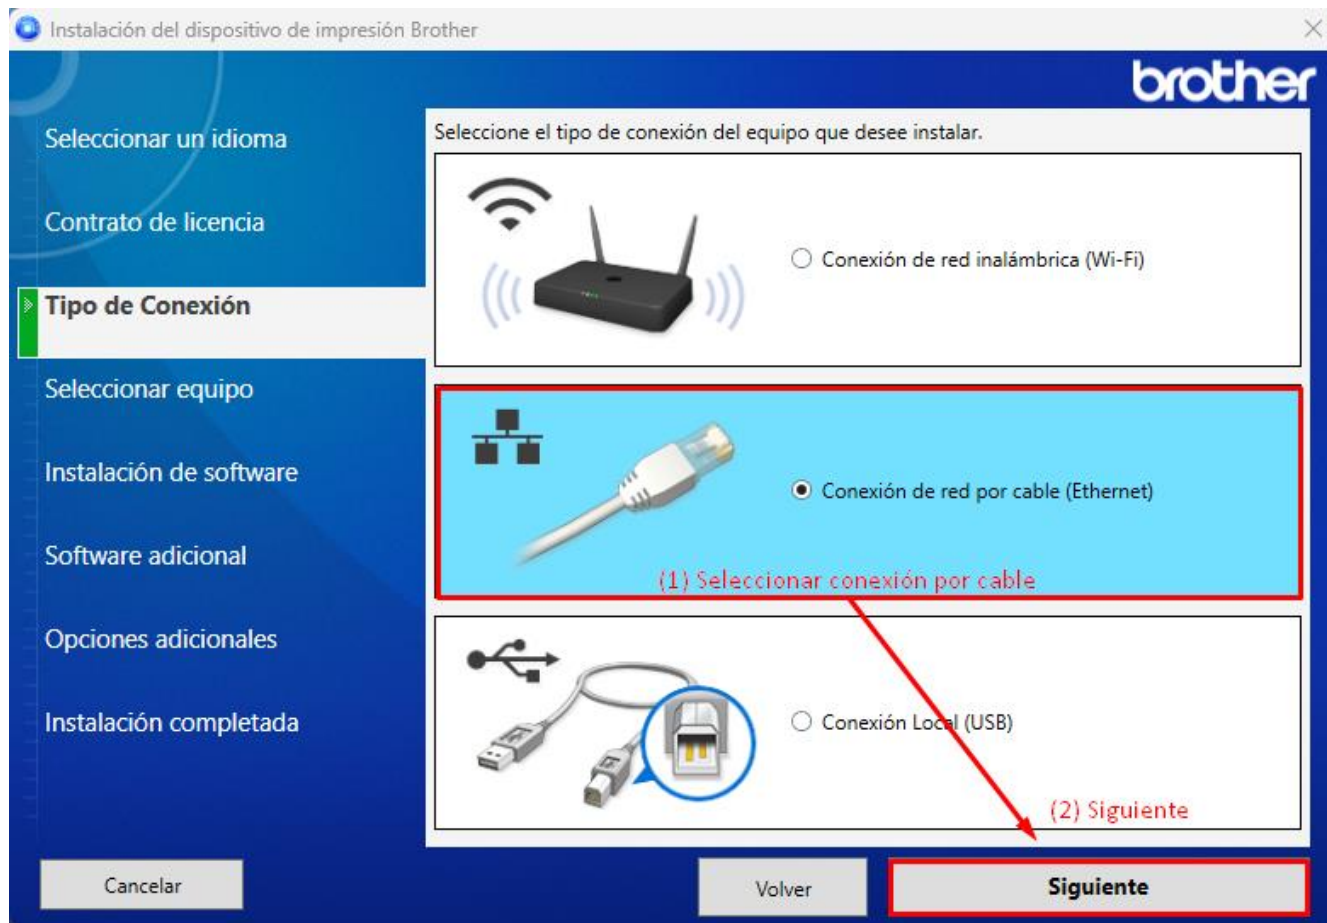 Instalación del dispositivo de impresión Brother
brother
Seleccionar un idioma
Contrato de licencia
Tipo de Conexión
Seleccionar equipo
Instalación de software
Software adicional
Opciones adicionales
Instalación completada
Seleccione el tipo de conexión del equipo que desee instalar.
Conexión de red inalámbrica (Wi-Fi)
Conexión de red por cable (Ethernet)
(1) Seleccionar conexión por cable
Conexión Local (USB)
(2) Siguiente
Cancelar
Volver
Siguiente